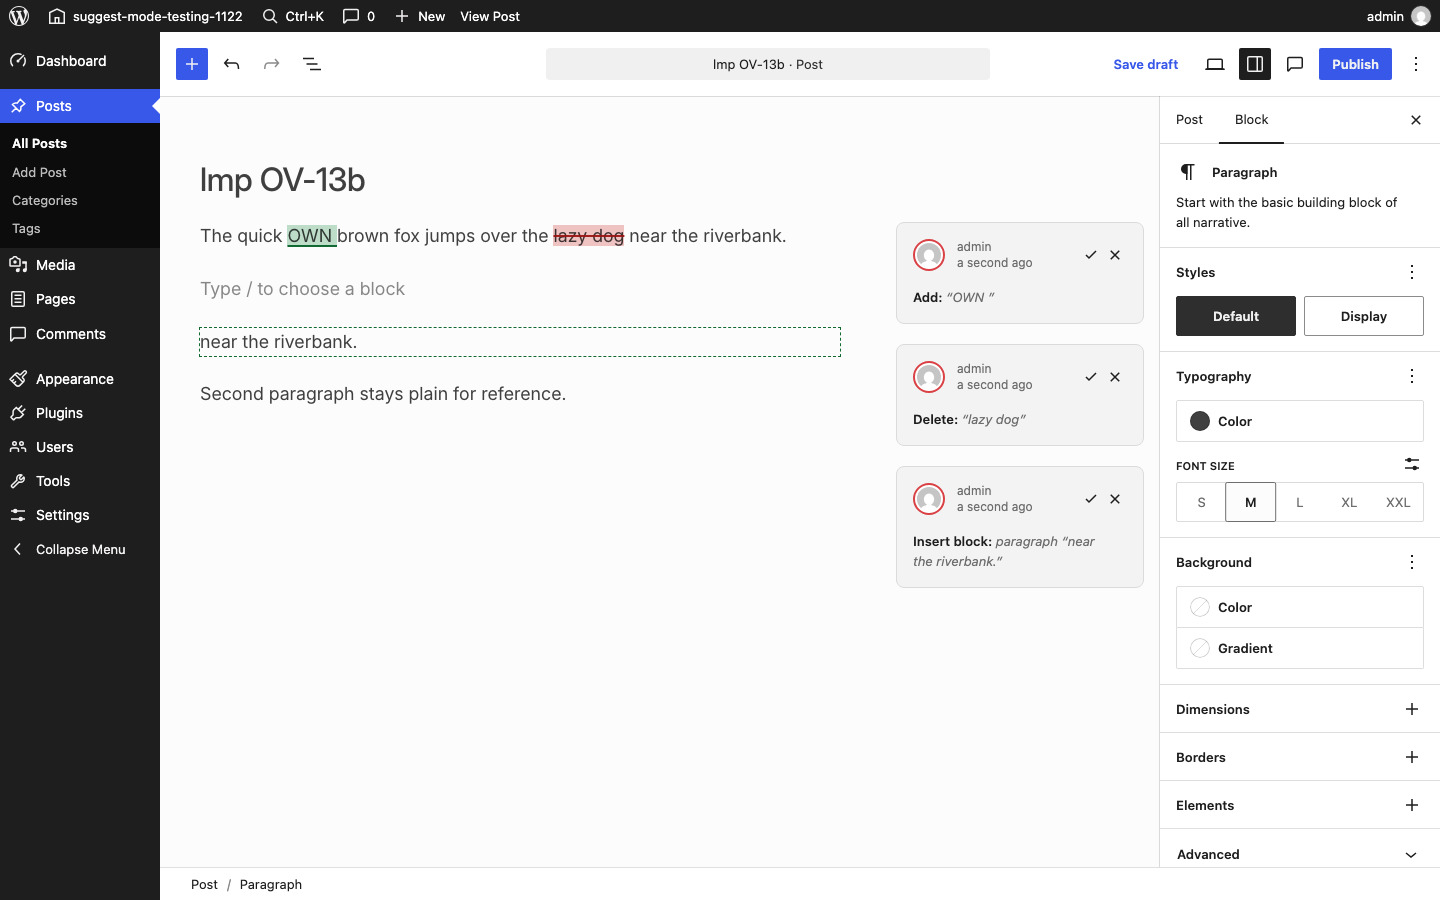 suggest-mode-testing-1122
Ctrl+K
0
New
View Post
admin
Dashboard
Posts
All Posts
Add Post
Categories
Tags
Media
Pages
Comments
Appearance
Plugins
Users
Tools
Settings
Collapse Menu
Imp OV-13b · Post
Save draft
Publish
Imp OV-13b
The quick OWN brown fox jumps over the lazy dog near the riverbank.
Type / to choose a block
near the riverbank.
Second paragraph stays plain for reference.
admin
a second ago
Add: “OWN ”
admin
a second ago
Delete: “lazy dog”
admin
a second ago
Insert block: paragraph “near
the riverbank.”
Post
Block
Paragraph
Start with the basic building block of
all narrative.
Styles
Default
Display
Typography
Color
FONT SIZE
S
M
L
XL
XXL
Background
Color
Gradient
Dimensions
Borders
Elements
Advanced
Post / Paragraph